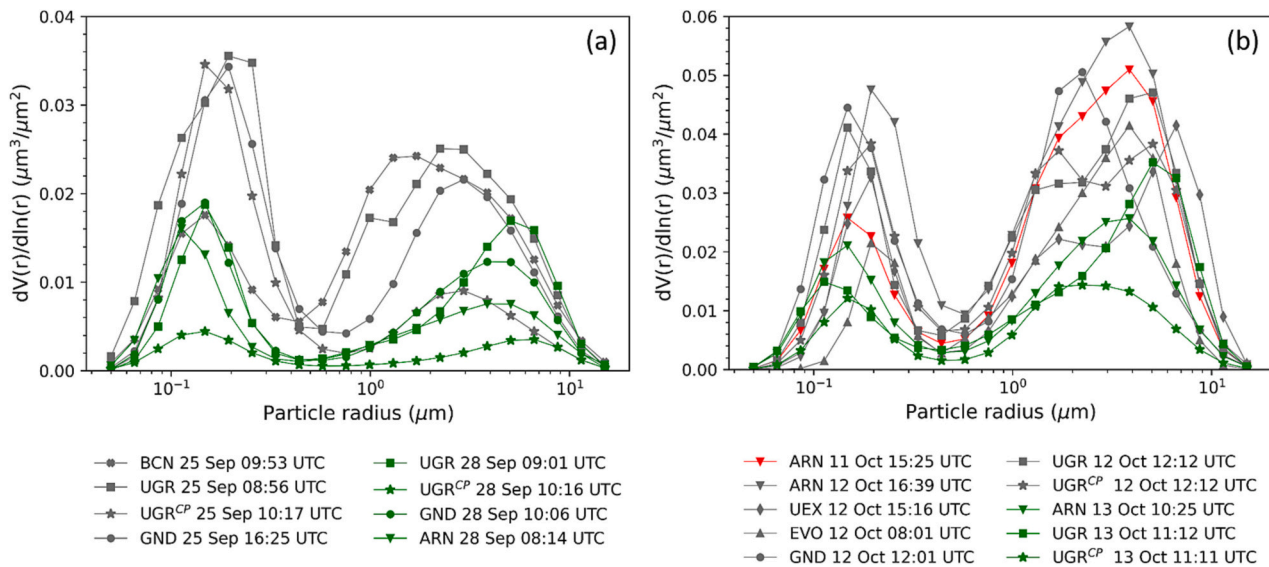 (a)
0.04
0.03
0.02
0.01
0.00
dV(r)/dln(r) (μm³/μm²)
10⁻¹
10⁰
10¹
Particle radius (μm)
BCN 25 Sep 09:53 UTC
UGR 25 Sep 08:56 UTC
UGR^CP 25 Sep 10:17 UTC
GND 25 Sep 16:25 UTC
UGR 28 Sep 09:01 UTC
UGR^CP 28 Sep 10:16 UTC
GND 28 Sep 10:06 UTC
ARN 28 Sep 08:14 UTC
(b)
0.06
0.05
0.04
0.03
0.02
0.01
0.00
dV(r)/dln(r) (μm³/μm²)
10⁻¹
10⁰
10¹
Particle radius (μm)
ARN 11 Oct 15:25 UTC
ARN 12 Oct 16:39 UTC
UEX 12 Oct 15:16 UTC
EVO 12 Oct 08:01 UTC
GND 12 Oct 12:01 UTC
UGR 12 Oct 12:12 UTC
UGR^CP 12 Oct 12:12 UTC
ARN 13 Oct 10:25 UTC
UGR 13 Oct 11:12 UTC
UGR^CP 13 Oct 11:11 UTC